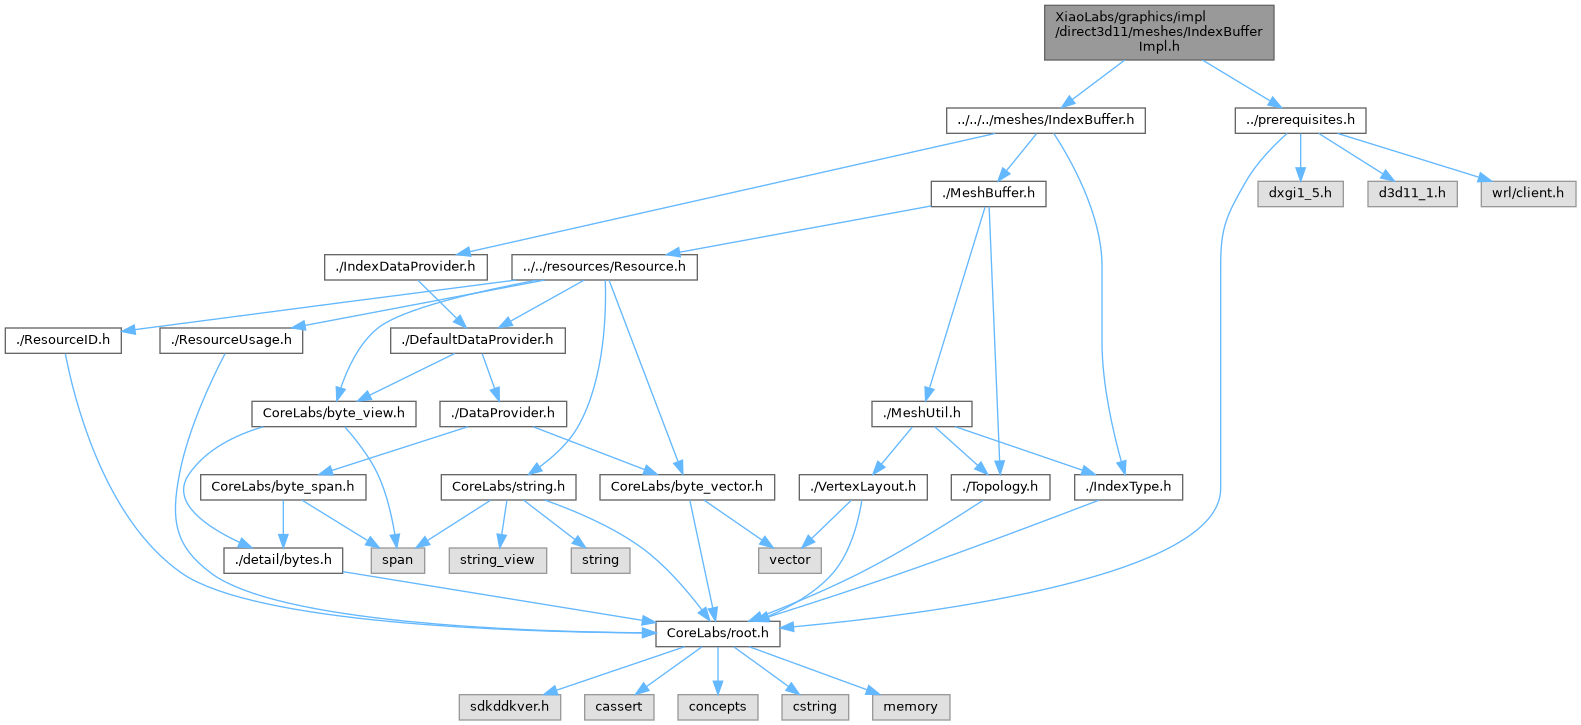 XiaoLabs/graphics/impl
/direct3d11/meshes/IndexBuffer
Impl.h
../../../meshes/IndexBuffer.h
../prerequisites.h
./MeshBuffer.h
dxgi1_5.h
d3d11_1.h
wrl/client.h
./IndexDataProvider.h
../../resources/Resource.h
./ResourceID.h
./ResourceUsage.h
./DefaultDataProvider.h
CoreLabs/byte_view.h
./DataProvider.h
./MeshUtil.h
CoreLabs/byte_span.h
CoreLabs/string.h
CoreLabs/byte_vector.h
./VertexLayout.h
./Topology.h
./IndexType.h
./detail/bytes.h
span
string_view
string
vector
CoreLabs/root.h
sdkddkver.h
cassert
concepts
cstring
memory